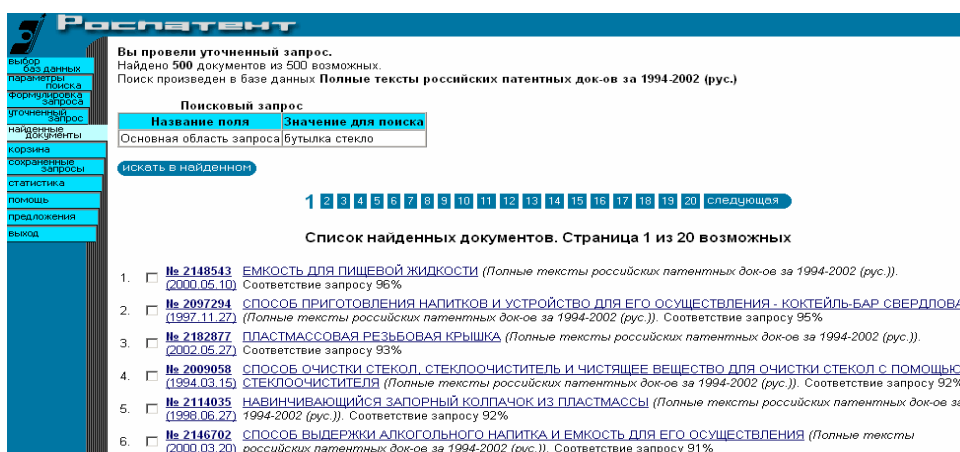 Роспатент
выбор
баз данных
параметры
поиска
формулировка
запроса
уточненный
запрос
найденные
документы
корзина
сохраненные
запросы
статистика
помощь
предложения
выход
Вы провели уточненный запрос.
Найдено 500 документов из 500 возможных.
Поиск произведен в базе данных Полные тексты российских патентных док-ов за 1994-2002 (рус.)
Поисковый запрос
Название поля Значение для поиска
Основная область запроса бутылка стекло
искать в найденном
1 2 3 4 5 6 7 8 9 10 11 12 13 14 15 16 17 18 19 20 следующая
Список найденных документов. Страница 1 из 20 возможных
1. № 2148543 ЕМКОСТЬ ДЛЯ ПИЩЕВОЙ ЖИДКОСТИ (Полные тексты российских патентных док-ов за 1994-2002 (рус.)).
(2000.05.10) Соответствие запросу 96%
2. № 2097294 СПОСОБ ПРИГОТОВЛЕНИЯ НАПИТКОВ И УСТРОЙСТВО ДЛЯ ЕГО ОСУЩЕСТВЛЕНИЯ - КОКТЕЙЛЬ-БАР СВЕРДЛОВА
(1997.11.27) (Полные тексты российских патентных док-ов за 1994-2002 (рус.)). Соответствие запросу 95%
3. № 2182877 ПЛАСТМАССОВАЯ РЕЗЬБОВАЯ КРЫШКА (Полные тексты российских патентных док-ов за 1994-2002 (рус.)).
(2002.05.27) Соответствие запросу 93%
4. № 2009058 СПОСОБ ОЧИСТКИ СТЕКОЛ, СТЕКЛООЧИСТИТЕЛЬ И ЧИСТЯЩЕЕ ВЕЩЕСТВО ДЛЯ ОЧИСТКИ СТЕКОЛ С ПОМОЩЬЮ
(1994.03.15) СТЕКЛООЧИСТИТЕЛЯ (Полные тексты российских патентных док-ов за 1994-2002 (рус.)). Соответствие запросу 92%
5. № 2114035 НАВИНЧИВАЮЩИЙСЯ ЗАПОРНЫЙ КОЛПАЧОК ИЗ ПЛАСТМАССЫ (Полные тексты российских патентных док-ов за
(1998.06.27) 1994-2002 (рус.)). Соответствие запросу 92%
6. № 2146702 СПОСОБ ВЫДЕРЖКИ АЛКОГОЛЬНОГО НАПИТКА И ЕМКОСТЬ ДЛЯ ЕГО ОСУЩЕСТВЛЕНИЯ (Полные тексты
(2000.03.20) российских патентных док-ов за 1994-2002 (рус.)). Соответствие запросу 91%